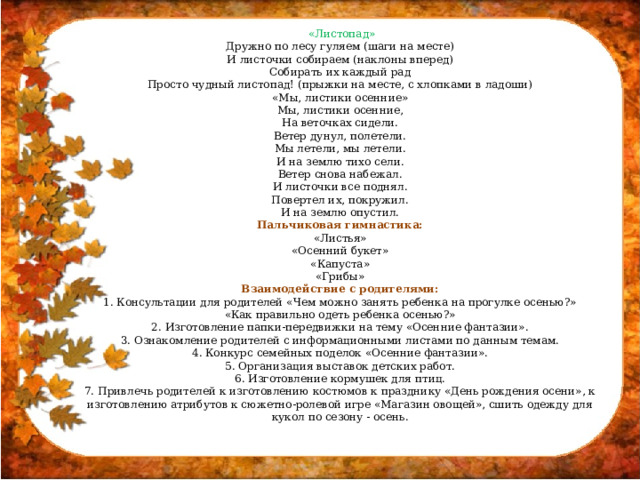 «Листопад»
Дружно по лесу гуляем (шаги на месте)
И листочки собираем (наклоны вперед)
Собирать их каждый рад
Просто чудный листопад! (прыжки на месте, с хлопками в ладоши)
«Мы, листики осенние»
Мы, листики осенние,
На веточках сидели.
Ветер дунул, полетели.
Мы летели, мы летели.
И на землю тихо сели.
Ветер снова набежал.
И листочки все поднял.
Повертел их, покружил.
И на землю опустил.
Пальчиковая гимнастика:
«Листья»
«Осенний букет»
«Капуста»
«Грибы»
Взаимодействие с родителями:
1. Консультации для родителей «Чем можно занять ребенка на прогулке осенью?»
«Как правильно одеть ребенка осенью?»
2. Изготовление папки-передвижки на тему «Осенние фантазии».
3. Ознакомление родителей с информационными листами по данным темам.
4. Конкурс семейных поделок «Осенние фантазии».
5. Организация выставок детских работ.
6. Изготовление кормушек для птиц.
7. Привлечь родителей к изготовлению костюмов к празднику «День рождения осени», к
изготовлению атрибутов к сюжетно-ролевой игре «Магазин овощей», сшить одежду для
кукол по сезону - осень.